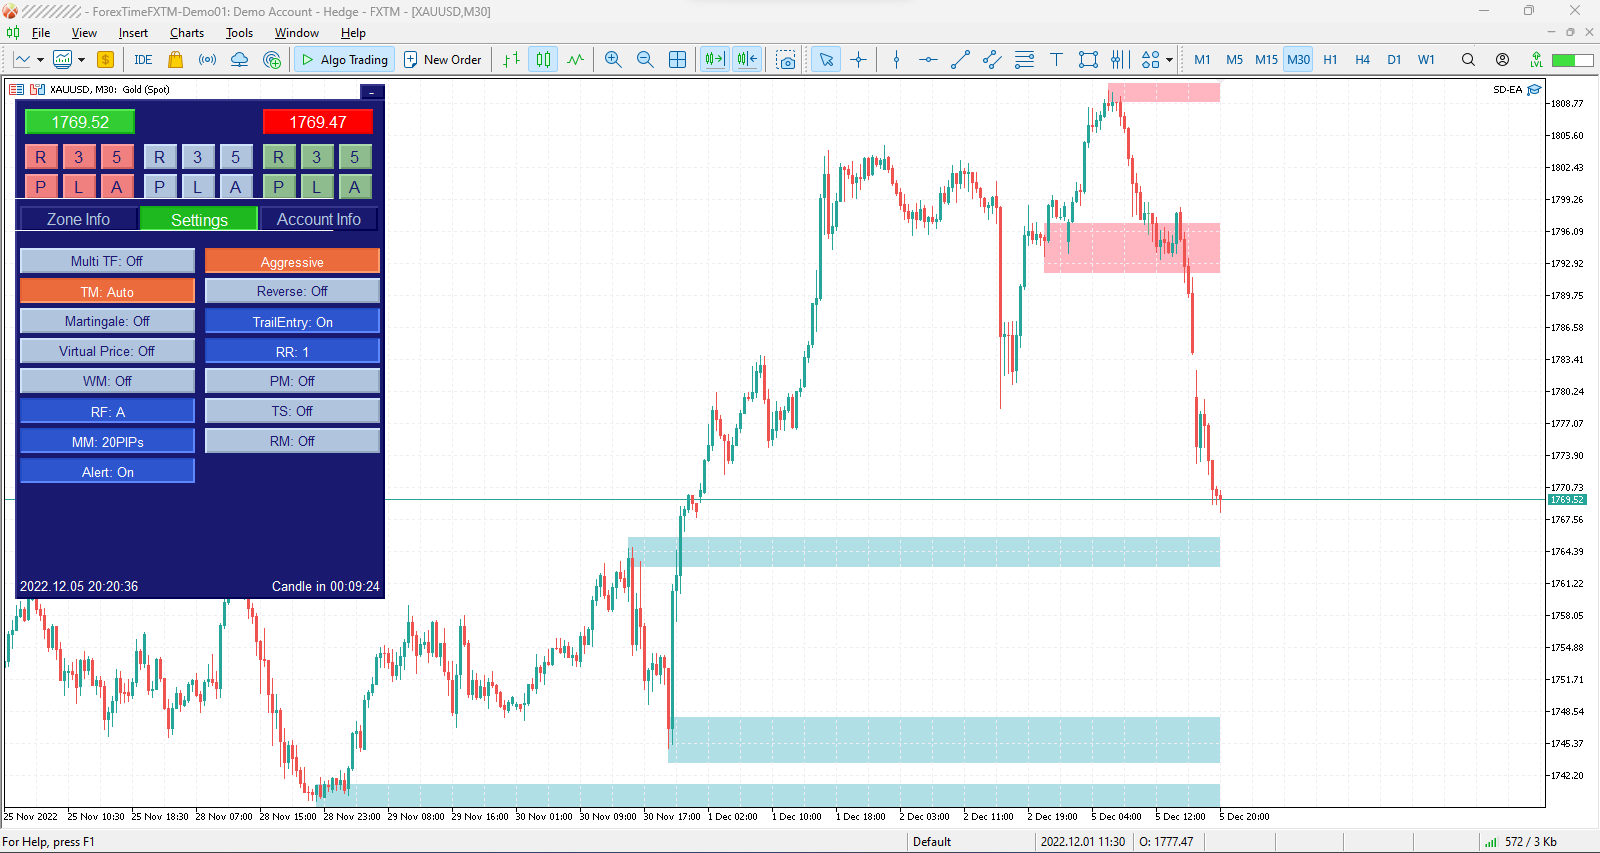 - ForexTimeFXTM-Demo01: Demo Account - Hedge - FXTM - [XAUUSD,M30]
File View Insert Charts Tools Window Help
IDE Algo Trading New Order M1 M5 M15 M30 H1 H4 D1 W1 LVL
XAUUSD, M30: Gold (Spot)
SD-EA
1769.52 1769.47
R 3 5 R 3 5 R 3 5
P L A P L A P L A
Zone Info Settings Account Info
Multi TF: Off Aggressive
TM: Auto Reverse: Off
Martingale: Off TrailEntry: On
Virtual Price: Off RR: 1
WM: Off PM: Off
RF: A TS: Off
MM: 20PIPs RM: Off
Alert: On
2022.12.05 20:20:36 Candle in 00:09:24
1808.77
1805.60
1802.43
1799.26
1796.09
1792.92
1789.75
1786.58
1783.41
1780.24
1777.07
1773.90
1770.73
1769.52
1767.56
1764.39
1761.22
1758.05
1754.88
1751.71
1748.54
1745.37
1742.20
25 Nov 2022 25 Nov 10:30 25 Nov 18:30 28 Nov 07:00 28 Nov 15:00 28 Nov 23:00 29 Nov 08:00 29 Nov 16:00 30 Nov 01:00 30 Nov 09:00 30 Nov 17:00 1 Dec 02:00 1 Dec 10:00 1 Dec 18:00 2 Dec 03:00 2 Dec 11:00 2 Dec 19:00 5 Dec 04:00 5 Dec 12:00 5 Dec 20:00
For Help, press F1 Default 2022.12.01 11:30 O: 1777.47 572 / 3 Kb